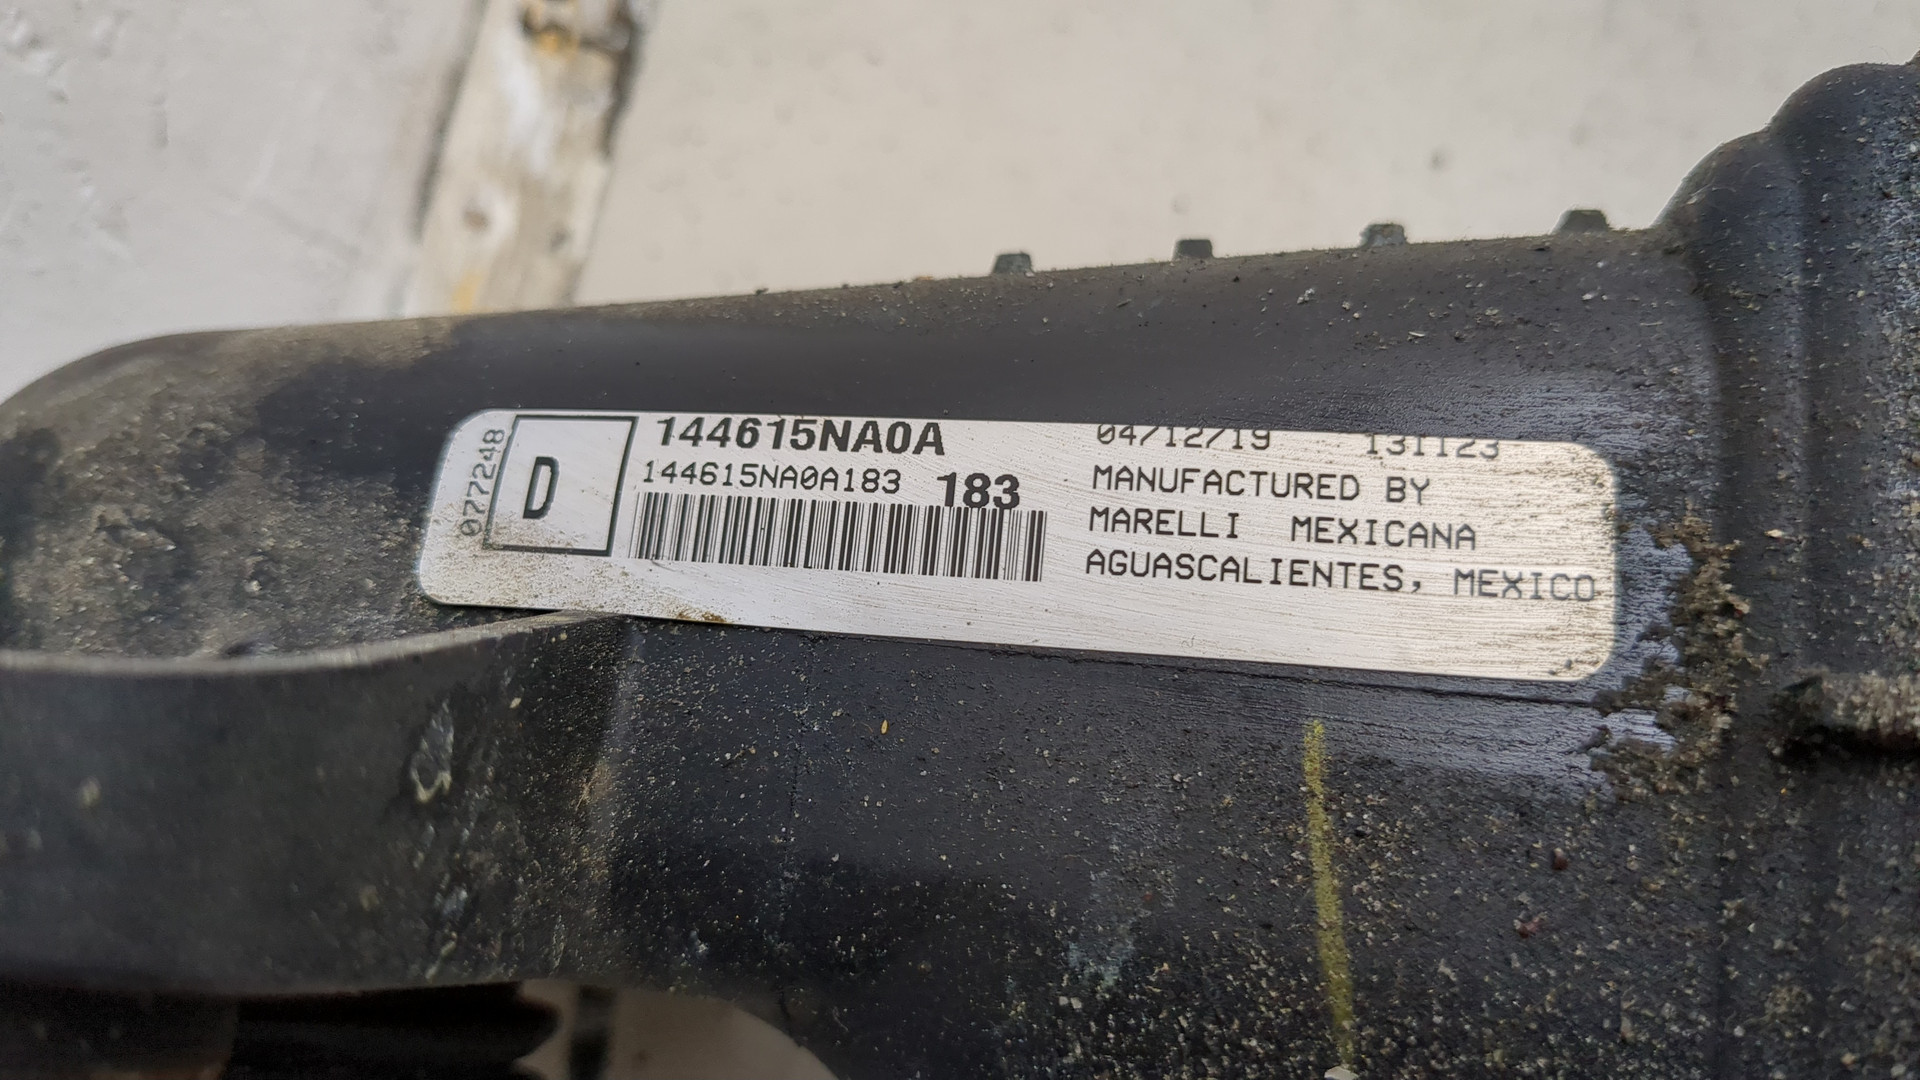 077248
D
144615NA0A
144615NA0A183
183
04/12/19 131123
MANUFACTURED BY
MARELLI MEXICANA
AGUASCALIENTES, MEXICO